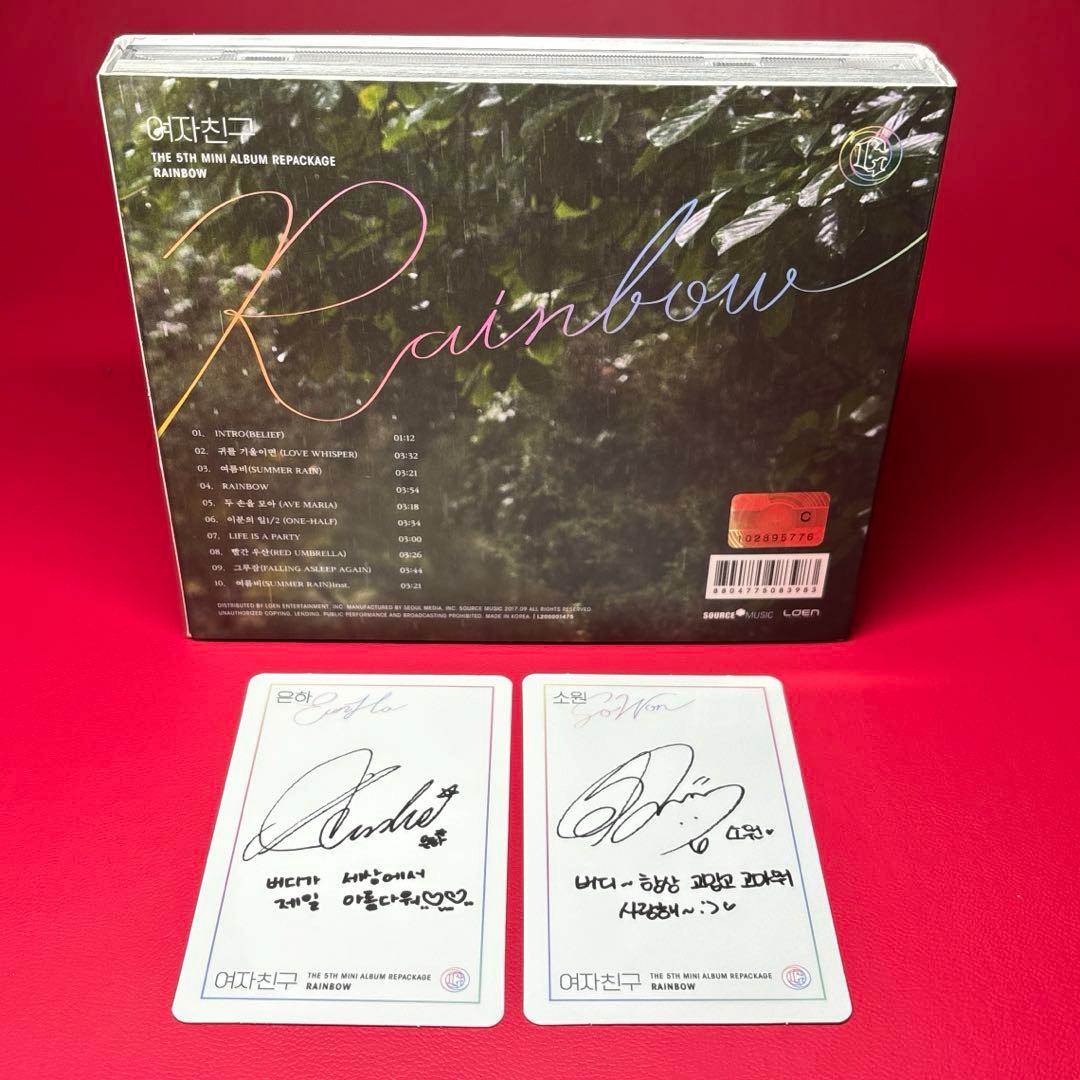 여자친구
THE 5TH MINI ALBUM REPACKAGE
RAINBOW
Rainbow
01. INTRO(BELIEF) 01:12
02. 귀를 기울이면 (LOVE WHISPER) 03:32
03. 여름비(SUMMER RAIN) 03:21
04. RAINBOW 03:54
05. 두 손을 모아 (AVE MARIA) 03:18
06. 이분의 일1/2 (ONE-HALF) 03:34
07. LIFE IS A PARTY 03:00
08. 빨간 우산(RED UMBRELLA) 03:26
09. 그루잠(FALLING ASLEEP AGAIN) 03:44
10. 여름비(SUMMER RAIN)inst. 03:21
C
102895776
8804775083983
DISTRIBUTED BY LOEN ENTERTAINMENT, INC. MANUFACTURED BY SEOUL MEDIA, INC. SOURCE MUSIC 2017.09 ALL RIGHTS RESERVED.
UNAUTHORIZED COPYING, LENDING, PUBLIC PERFORMANCE AND BROADCASTING PROHIBITED. MADE IN KOREA. | L200001475
SOURCE MUSIC LOEN
은하 EunHa
은하
버디가 세상에서
제일 아름다워
여자친구 THE 5TH MINI ALBUM REPACKAGE
RAINBOW
소원 SoWon
소원
버디~ 항상 고맙고 고마워
사랑해~ :)
여자친구 THE 5TH MINI ALBUM REPACKAGE
RAINBOW